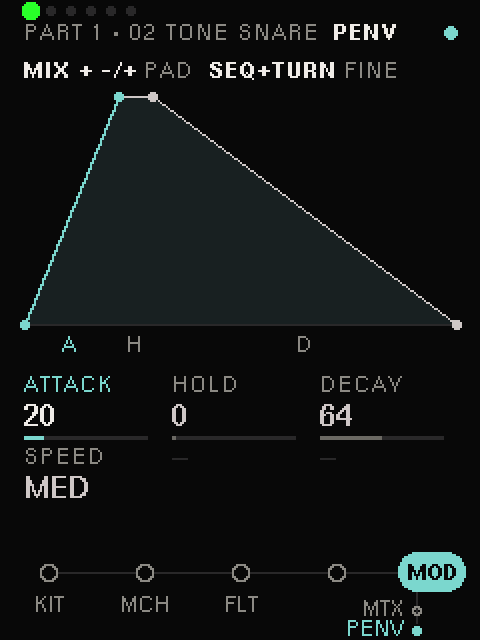 PART 1 · 02 TONE SNARE PENV
MIX + -/+ PAD SEQ+TURN FINE
A H D
ATTACK HOLD DECAY
20 0 64
SPEED — —
MED
MOD
KIT MCH FLT
MTX
PENV